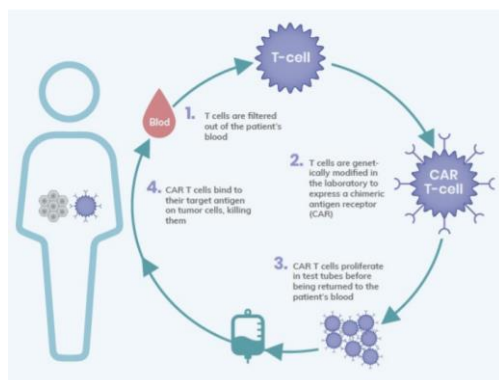 T-cell
Blod
1. T cells are filtered
out of the patient's
blood
2. T cells are genet-
ically modified in
the laboratory to
express a chimeric
antigen receptor
(CAR)
CAR
T-cell
4. CAR T cells bind to
their target antigen
on tumor cells, killing
them
3. CAR T cells proliferate
in test tubes before
being returned to the
patient's blood